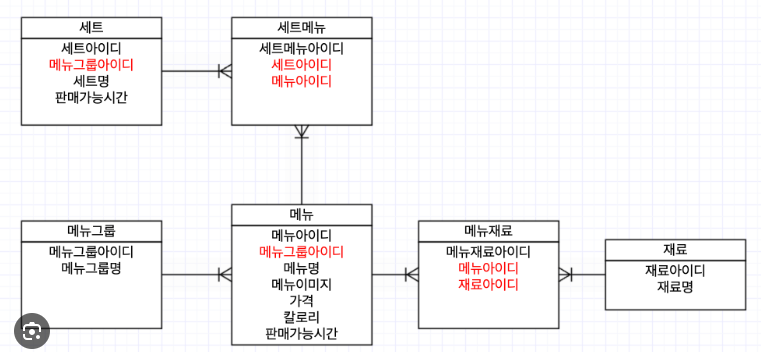 세트
세트아이디
메뉴그룹아이디
세트명
판매가능시간
세트메뉴
세트메뉴아이디
세트아이디
메뉴아이디
메뉴그룹
메뉴그룹아이디
메뉴그룹명
메뉴
메뉴아이디
메뉴그룹아이디
메뉴명
메뉴이미지
가격
칼로리
판매가능시간
메뉴재료
메뉴재료아이디
메뉴아이디
재료아이디
재료
재료아이디
재료명